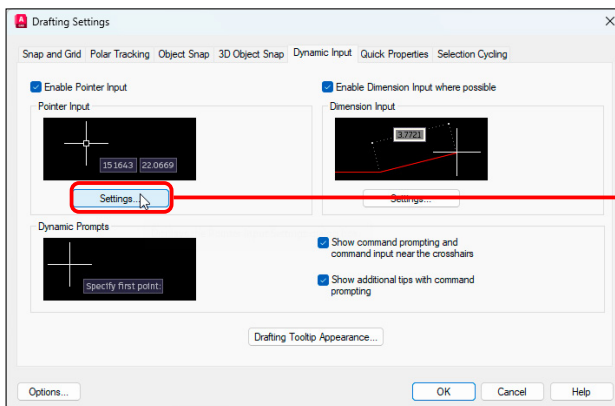 Drafting Settings
Snap and Grid Polar Tracking Object Snap 3D Object Snap Dynamic Input Quick Properties Selection Cycling
Enable Pointer Input
Enable Dimension Input where possible
Pointer Input
Dimension Input
15.1643 22.0669
3.7721
Settings...
Settings...
Dynamic Prompts
Specify first point:
Show command prompting and
command input near the crosshairs
Show additional tips with command
prompting
Drafting Tooltip Appearance...
Options...
OK Cancel Help